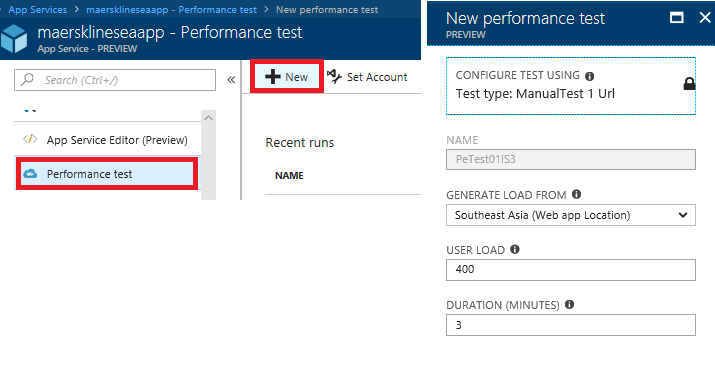 App Services > maersklineseaapp - Performance test > New performance test
maersklineseaapp - Performance test
App Service - PREVIEW
Search (Ctrl+/)
«
New
Set Account
App Service Editor (Preview)
Performance test
Recent runs
NAME
New performance test
PREVIEW
CONFIGURE TEST USING
Test type: ManualTest 1 Url
NAME
PeTest01IS3
GENERATE LOAD FROM
Southeast Asia (Web app Location)
USER LOAD
400
DURATION (MINUTES)
3